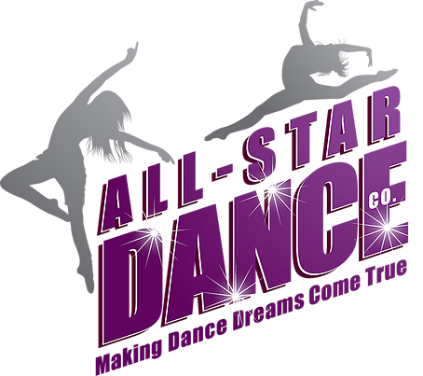 ALL-STAR
DANCE
CO.
Making Dance Dreams Come True